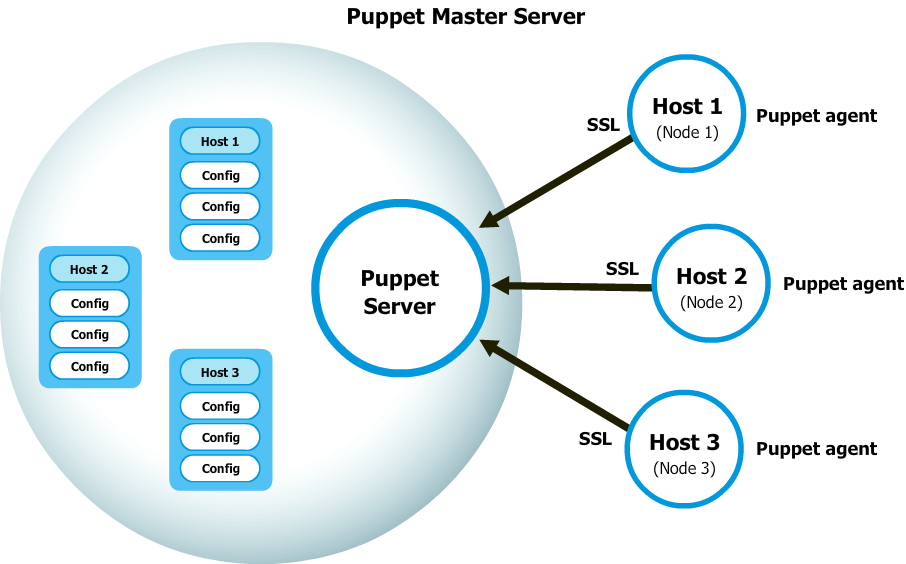 Puppet Master Server
Host 1
Config
Config
Config
Host 2
Config
Config
Config
Host 3
Config
Config
Config
Puppet
Server
SSL
Host 1
(Node 1)
Puppet agent
SSL
Host 2
(Node 2)
Puppet agent
SSL
Host 3
(Node 3)
Puppet agent